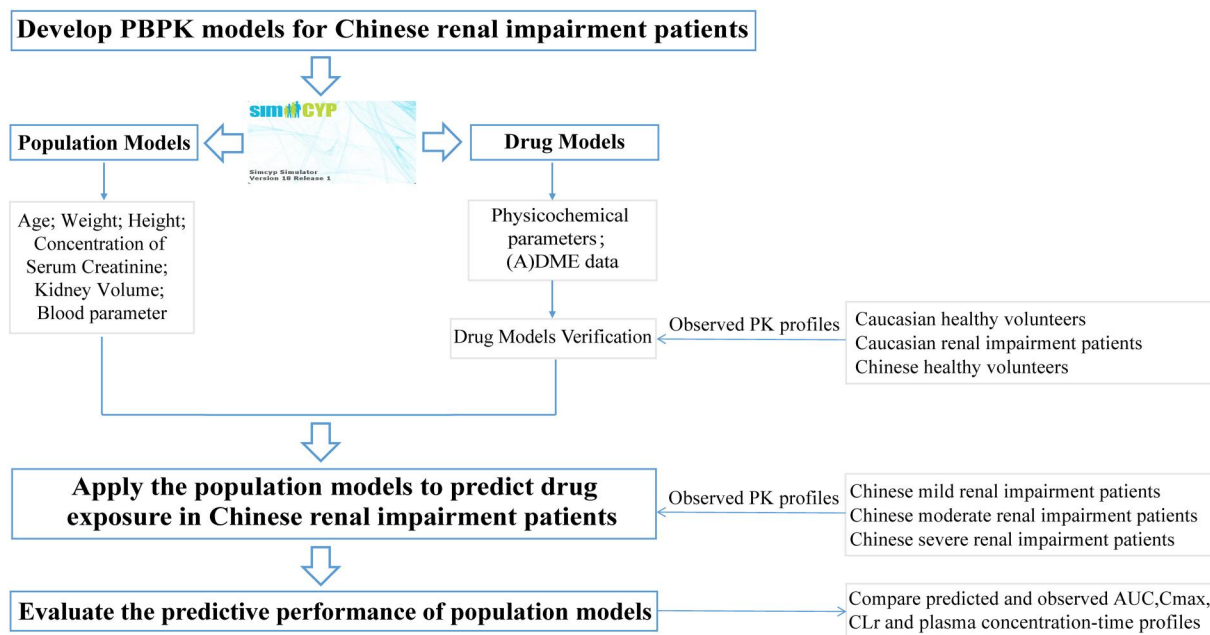 Develop PBPK models for Chinese renal impairment patients
simCYP
Simcyp Simulator
Version 18 Release 1
Population Models
Drug Models
Age; Weight; Height;
Concentration of
Serum Creatinine;
Kidney Volume;
Blood parameter
Physicochemical
parameters;
(A)DME data
Drug Models Verification
Observed PK profiles
Caucasian healthy volunteers
Caucasian renal impairment patients
Chinese healthy volunteers
Apply the population models to predict drug
exposure in Chinese renal impairment patients
Observed PK profiles
Chinese mild renal impairment patients
Chinese moderate renal impairment patients
Chinese severe renal impairment patients
Evaluate the predictive performance of population models
Compare predicted and observed AUC,Cmax,
CLr and plasma concentration-time profiles